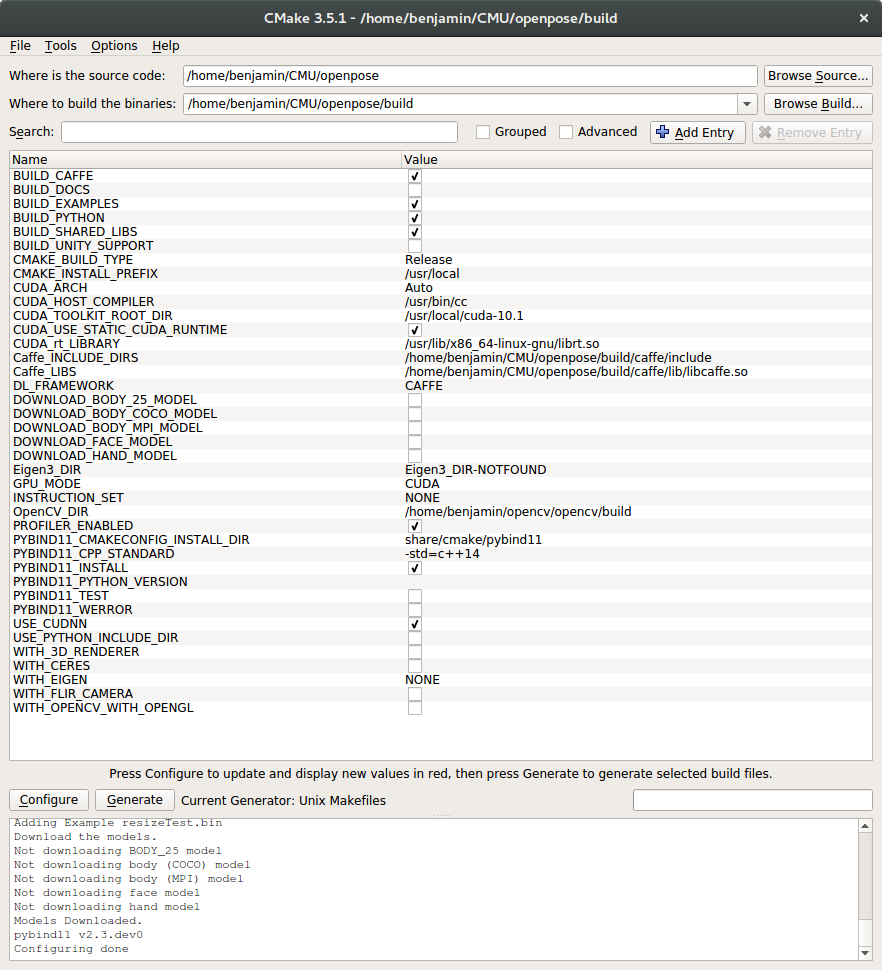 CMake 3.5.1 - /home/benjamin/CMU/openpose/build
File Tools Options Help
Where is the source code: /home/benjamin/CMU/openpose Browse Source...
Where to build the binaries: /home/benjamin/CMU/openpose/build Browse Build...
Search: Grouped Advanced Add Entry Remove Entry
Name Value
BUILD_CAFFE
BUILD_DOCS
BUILD_EXAMPLES
BUILD_PYTHON
BUILD_SHARED_LIBS
BUILD_UNITY_SUPPORT
CMAKE_BUILD_TYPE Release
CMAKE_INSTALL_PREFIX /usr/local
CUDA_ARCH Auto
CUDA_HOST_COMPILER /usr/bin/cc
CUDA_TOOLKIT_ROOT_DIR /usr/local/cuda-10.1
CUDA_USE_STATIC_CUDA_RUNTIME
CUDA_rt_LIBRARY /usr/lib/x86_64-linux-gnu/librt.so
Caffe_INCLUDE_DIRS /home/benjamin/CMU/openpose/build/caffe/include
Caffe_LIBS /home/benjamin/CMU/openpose/build/caffe/lib/libcaffe.so
DL_FRAMEWORK CAFFE
DOWNLOAD_BODY_25_MODEL
DOWNLOAD_BODY_COCO_MODEL
DOWNLOAD_BODY_MPI_MODEL
DOWNLOAD_FACE_MODEL
DOWNLOAD_HAND_MODEL
Eigen3_DIR Eigen3_DIR-NOTFOUND
GPU_MODE CUDA
INSTRUCTION_SET NONE
OpenCV_DIR /home/benjamin/opencv/opencv/build
PROFILER_ENABLED
PYBIND11_CMAKECONFIG_INSTALL_DIR share/cmake/pybind11
PYBIND11_CPP_STANDARD -std=c++14
PYBIND11_INSTALL
PYBIND11_PYTHON_VERSION
PYBIND11_TEST
PYBIND11_WERROR
USE_CUDNN
USE_PYTHON_INCLUDE_DIR
WITH_3D_RENDERER
WITH_CERES
WITH_EIGEN NONE
WITH_FLIR_CAMERA
WITH_OPENCV_WITH_OPENGL
Press Configure to update and display new values in red, then press Generate to generate selected build files.
Configure Generate Current Generator: Unix Makefiles
Adding Example resizeTest.bin
Download the models.
Not downloading BODY_25 model
Not downloading body (COCO) model
Not downloading body (MPI) model
Not downloading face model
Not downloading hand model
Models Downloaded.
pybind11 v2.3.dev0
Configuring done